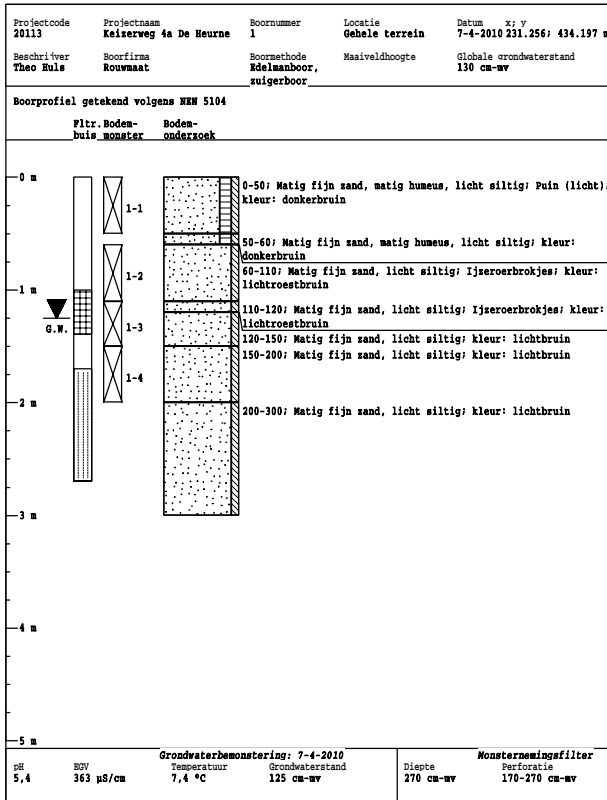 Projectcode Projectnaam Boornummer Locatie Datum x; y
20113 Keizerweg 4a De Heurne 1 Gehele terrein 7-4-2010 231.256; 434.197 m
Beschrijver Boorfirma Boormethode Maaiveldhoogte Globale grondwaterstand
Theo Huls Rouwmaat Edelmanboor, 130 cm-mv
zuigerboor
Boorprofiel getekend volgens NEN 5104
Fltr. Bodem- Bodem-
buis monster onderzoek
0 m
0-50; Matig fijn zand, matig humeus, licht siltig; Puin (licht);
kleur: donkerbruin
1-1
50-60; Matig fijn zand, matig humeus, licht siltig; kleur:
donkerbruin
60-110; Matig fijn zand, licht siltig; Ijzeroerbrokjes; kleur:
lichtroestbruin
1-2
1 m
110-120; Matig fijn zand, licht siltig; Ijzeroerbrokjes; kleur:
lichtroestbruin
G.W.
1-3
120-150; Matig fijn zand, licht siltig; kleur: lichtbruin
150-200; Matig fijn zand, licht siltig; kleur: lichtbruin
1-4
2 m
200-300; Matig fijn zand, licht siltig; kleur: lichtbruin
3 m
4 m
5 m
Grondwaterbemonstering: 7-4-2010 Monsternemingsfilter
pH EGV Temperatuur Grondwaterstand Diepte Perforatie
5,4 363 µS/cm 7,4 °C 125 cm-mv 270 cm-mv 170-270 cm-mv